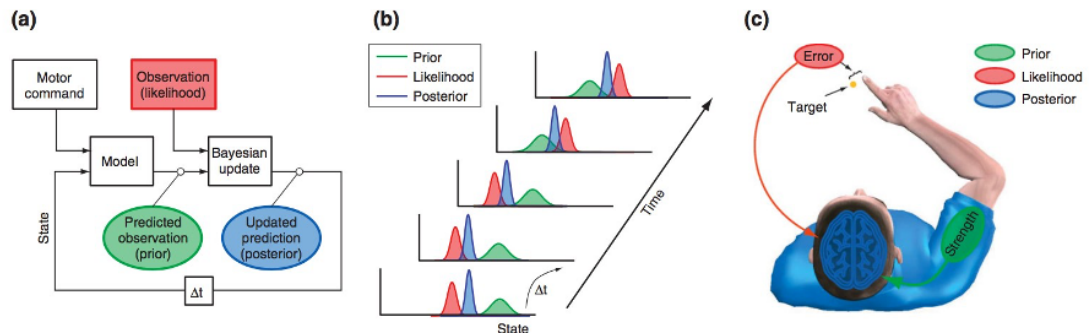 (a)
Motor
command
Observation
(likelihood)
Model
Bayesian
update
State
Predicted
observation
(prior)
Updated
prediction
(posterior)
Δt
(b)
Prior
Likelihood
Posterior
Time
Δt
State
(c)
Error
Target
Prior
Likelihood
Posterior
Strength